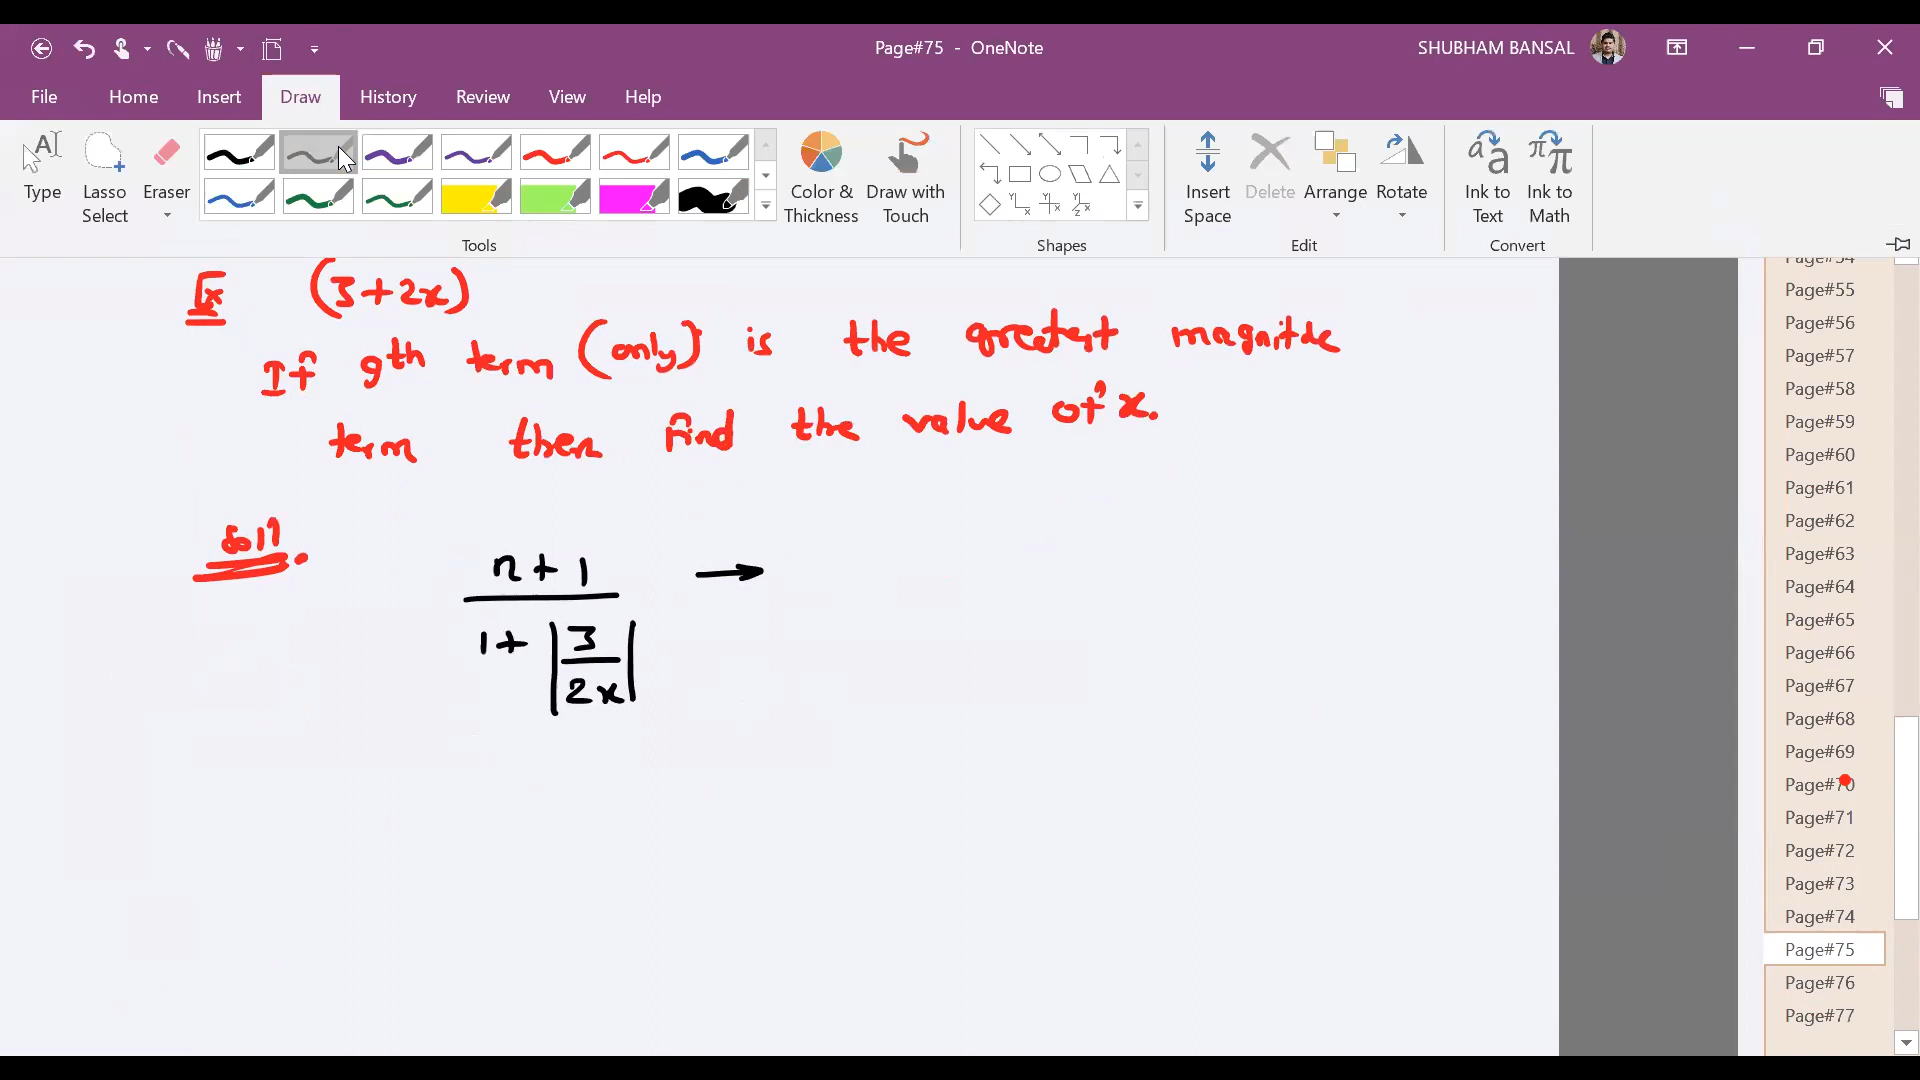 Page#75 - OneNote
SHUBHAM BANSAL
File Home Insert Draw History Review View Help
Type
Lasso Select
Eraser
Color & Thickness
Draw with Touch
Insert Space
Delete
Arrange
Rotate
Ink to Text
Ink to Math
Tools
Shapes
Edit
Convert
Ex (3+2x)
If 9th term (only) is the greatest magnitde
term then find the value of x.
Soln.
n+1 →
1+ |3
2x|
Page#54
Page#55
Page#56
Page#57
Page#58
Page#59
Page#60
Page#61
Page#62
Page#63
Page#64
Page#65
Page#66
Page#67
Page#68
Page#69
Page#70
Page#71
Page#72
Page#73
Page#74
Page#75
Page#76
Page#77